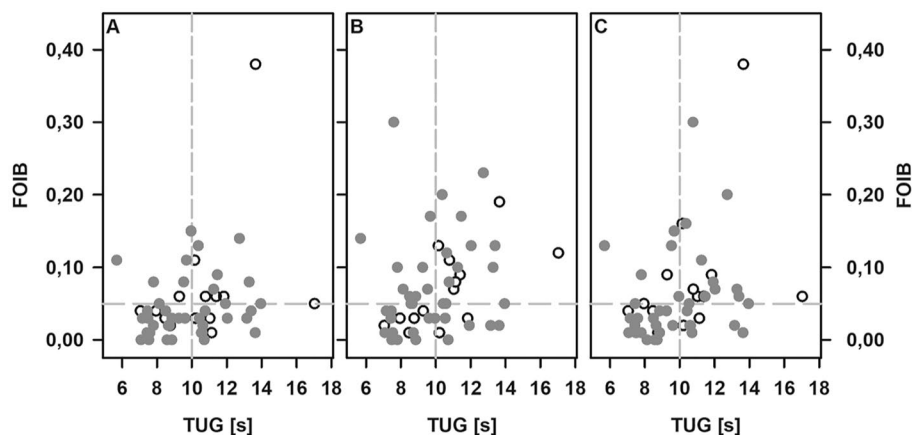 A B C
0,40 0,40
0,30 0,30
FOIB 0,20 0,20 FOIB
0,10 0,10
0,00 0,00
6 8 10 12 14 16 18 6 8 10 12 14 16 18 6 8 10 12 14 16 18
TUG [s] TUG [s] TUG [s]